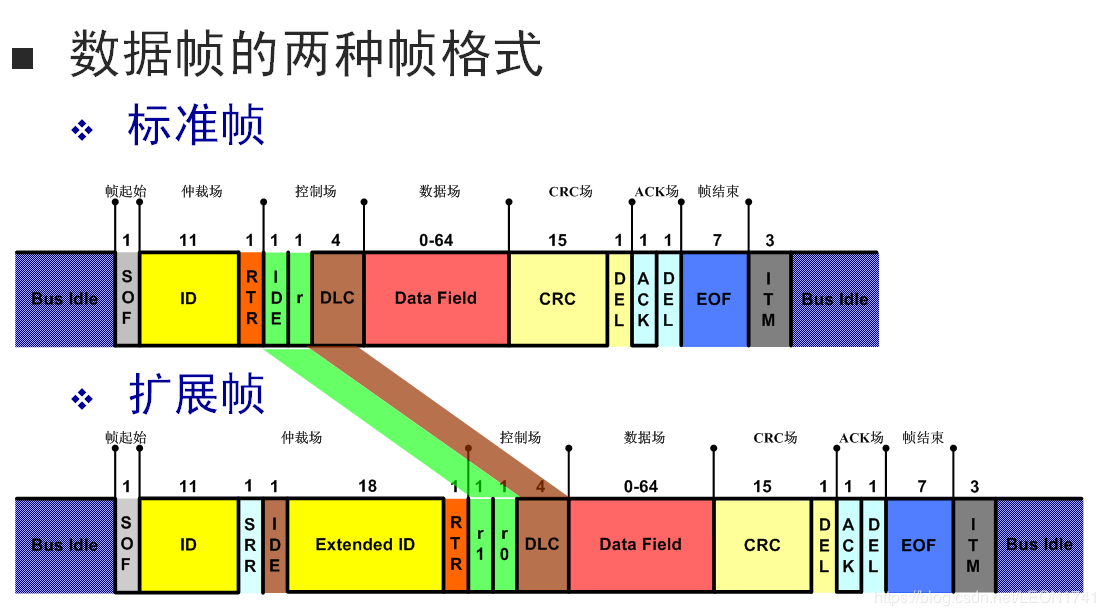 数据帧的两种帧格式
标准帧
帧起始 仲裁场 控制场 数据场 CRC场 ACK场 帧结束
1 11 1 1 1 4 0-64 15 1 1 1 7 3
Bus Idle SOF ID RTR IDE r DLC Data Field CRC DEL ACK DEL EOF ITM Bus Idle
扩展帧
帧起始 仲裁场 控制场 数据场 CRC场 ACK场 帧结束
1 11 1 1 18 1 1 1 4 0-64 15 1 1 1 7 3
Bus Idle SOF ID SRR IDE Extended ID RTR r1 r0 DLC Data Field CRC DEL ACK DEL EOF ITM Bus Idle
https://blog.csdn.net/LEON1741